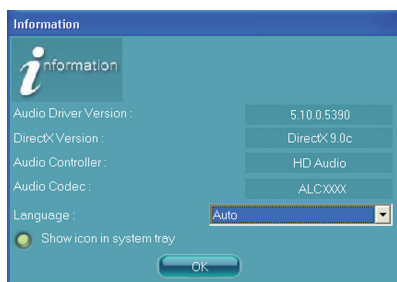 Information
information
Audio Driver Version : 5.10.0.5390
DirectX Version : DirectX 9.0c
Audio Controller : HD Audio
Audio Codec : ALCXXXX
Language : Auto
Show icon in system tray
OK